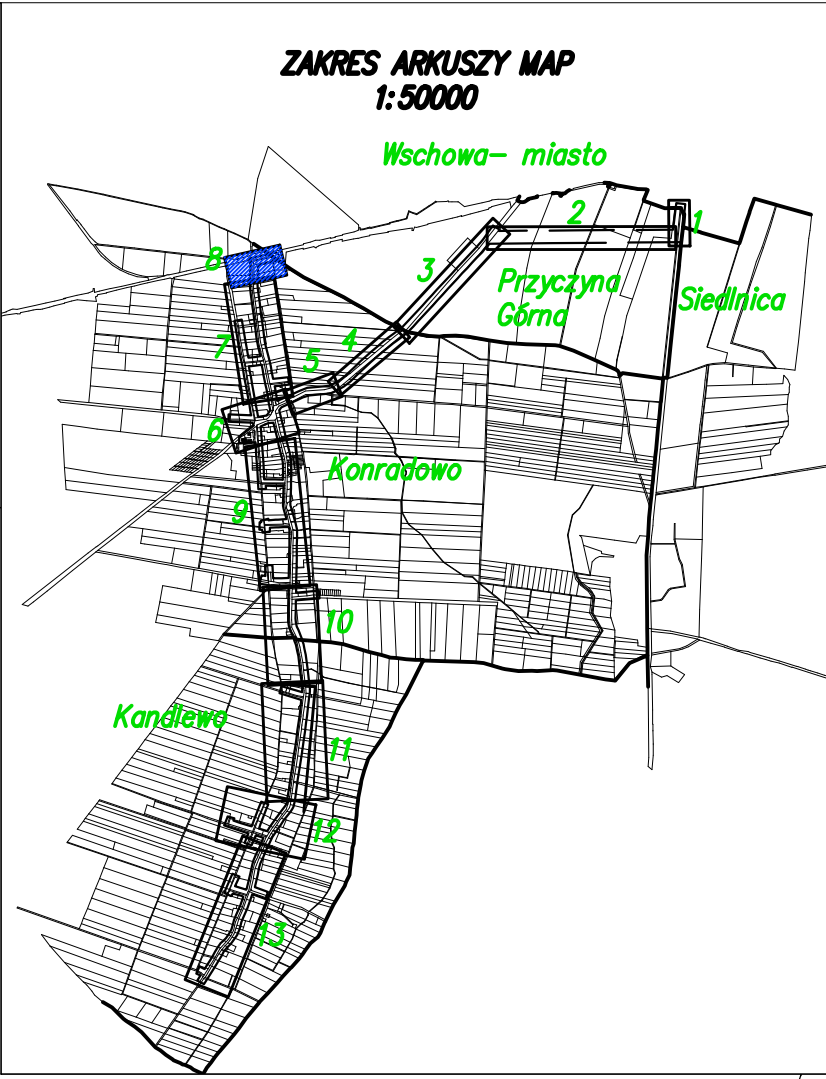 ZAKRES ARKUSZY MAP
1:50000
Wschowa- miasto
1
2
3
Przyczyna
Górna
Siedlnica
8
4
7
5
6
Konradowo
9
10
Kandlewo
11
12
13